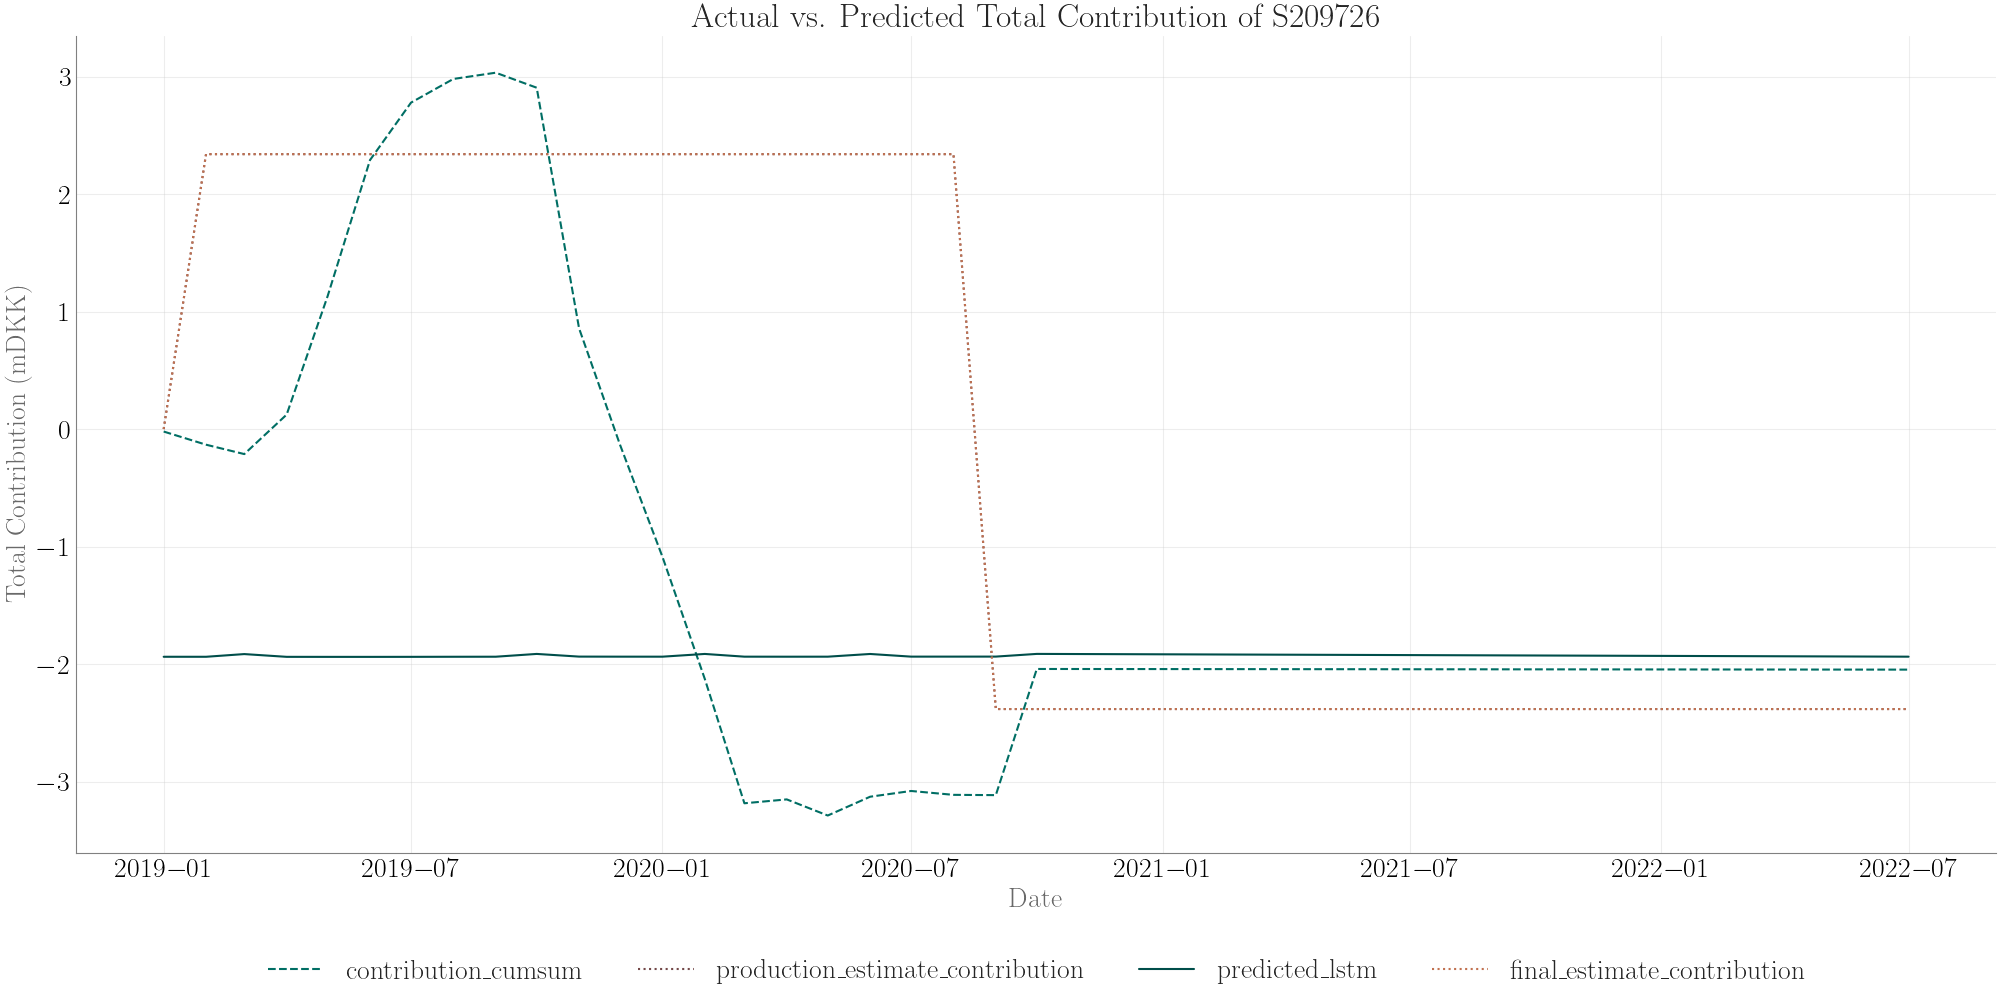 Actual vs. Predicted Total Contribution of S209726
Total Contribution (mDKK)
3
2
1
0
−1
−2
−3
2019−01 2019−07 2020−01 2020−07 2021−01 2021−07 2022−01 2022−07
Date
contribution_cumsum production_estimate_contribution predicted_lstm final_estimate_contribution